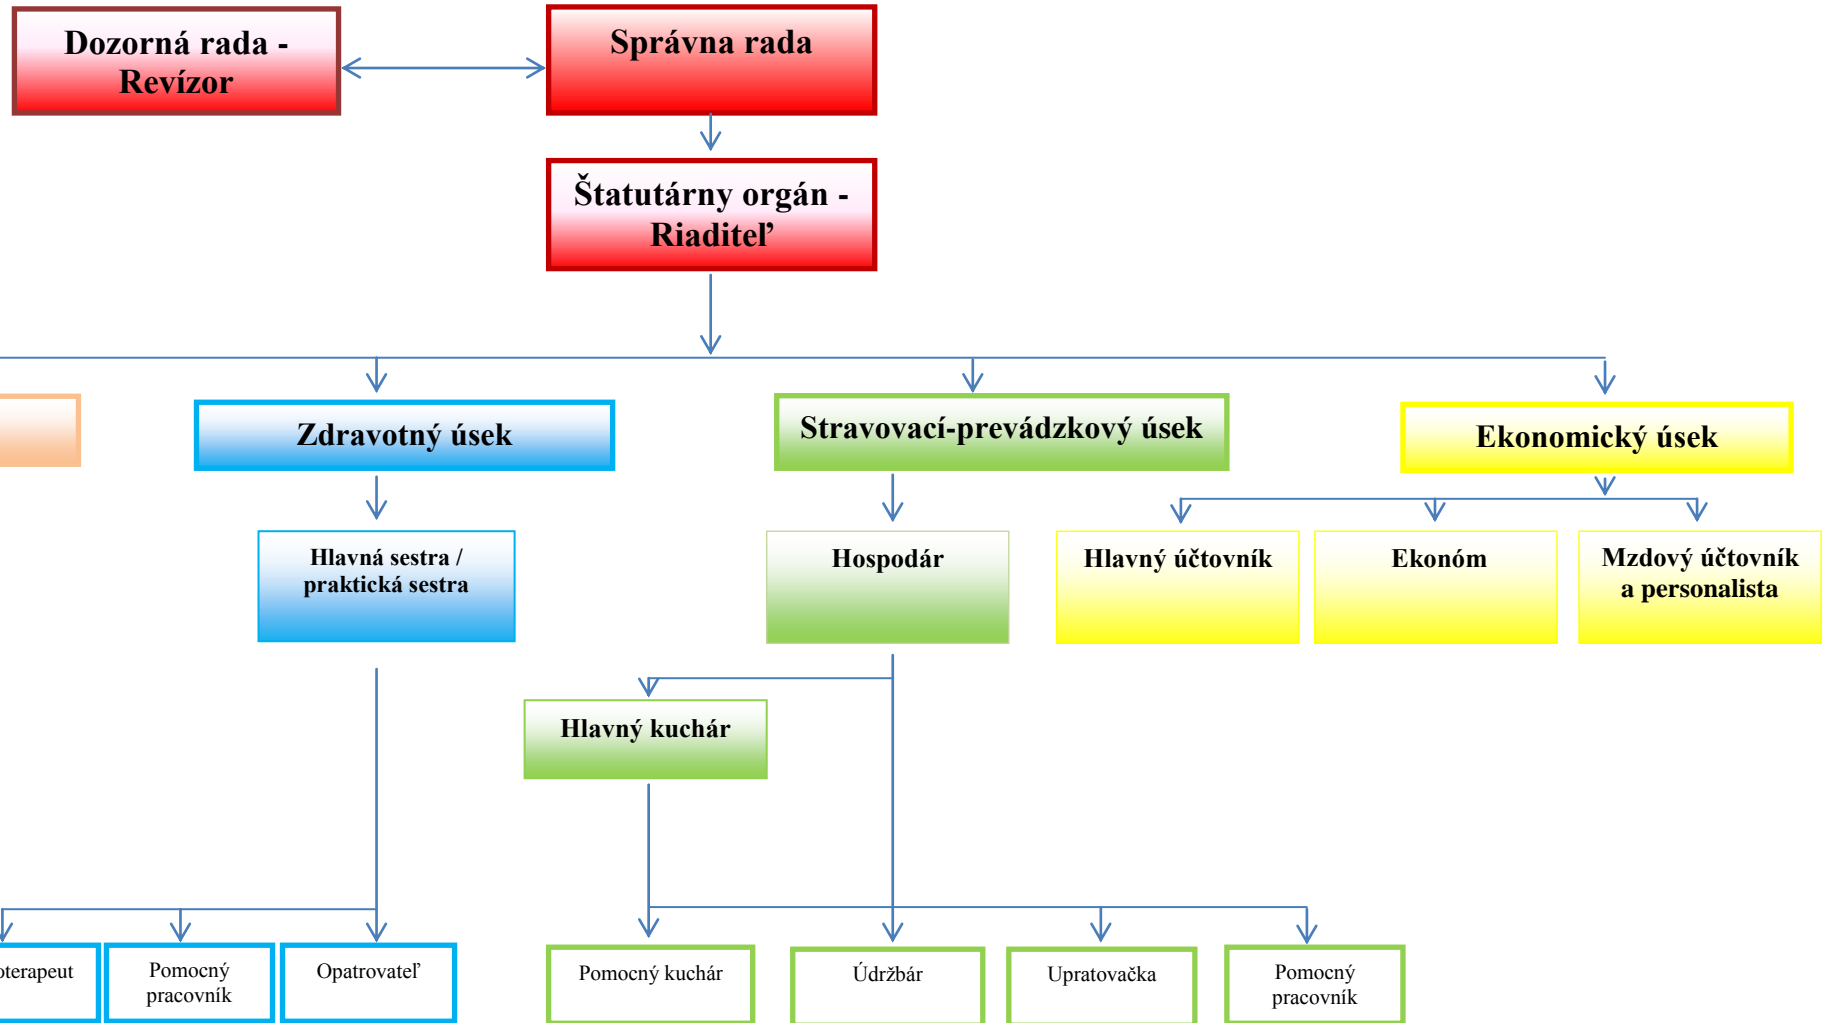 Dozorná rada -
Revízor
Správna rada
Štatutárny orgán -
Riaditeľ
Zdravotný úsek
Stravovací-prevádzkový úsek
Ekonomický úsek
Hlavná sestra /
praktická sestra
Hospodár
Hlavný účtovník
Ekonóm
Mzdový účtovník
a personalista
Hlavný kuchár
Pomocný
pracovník
Opatrovateľ
Pomocný kuchár
Údržbár
Upratovačka
Pomocný
pracovník